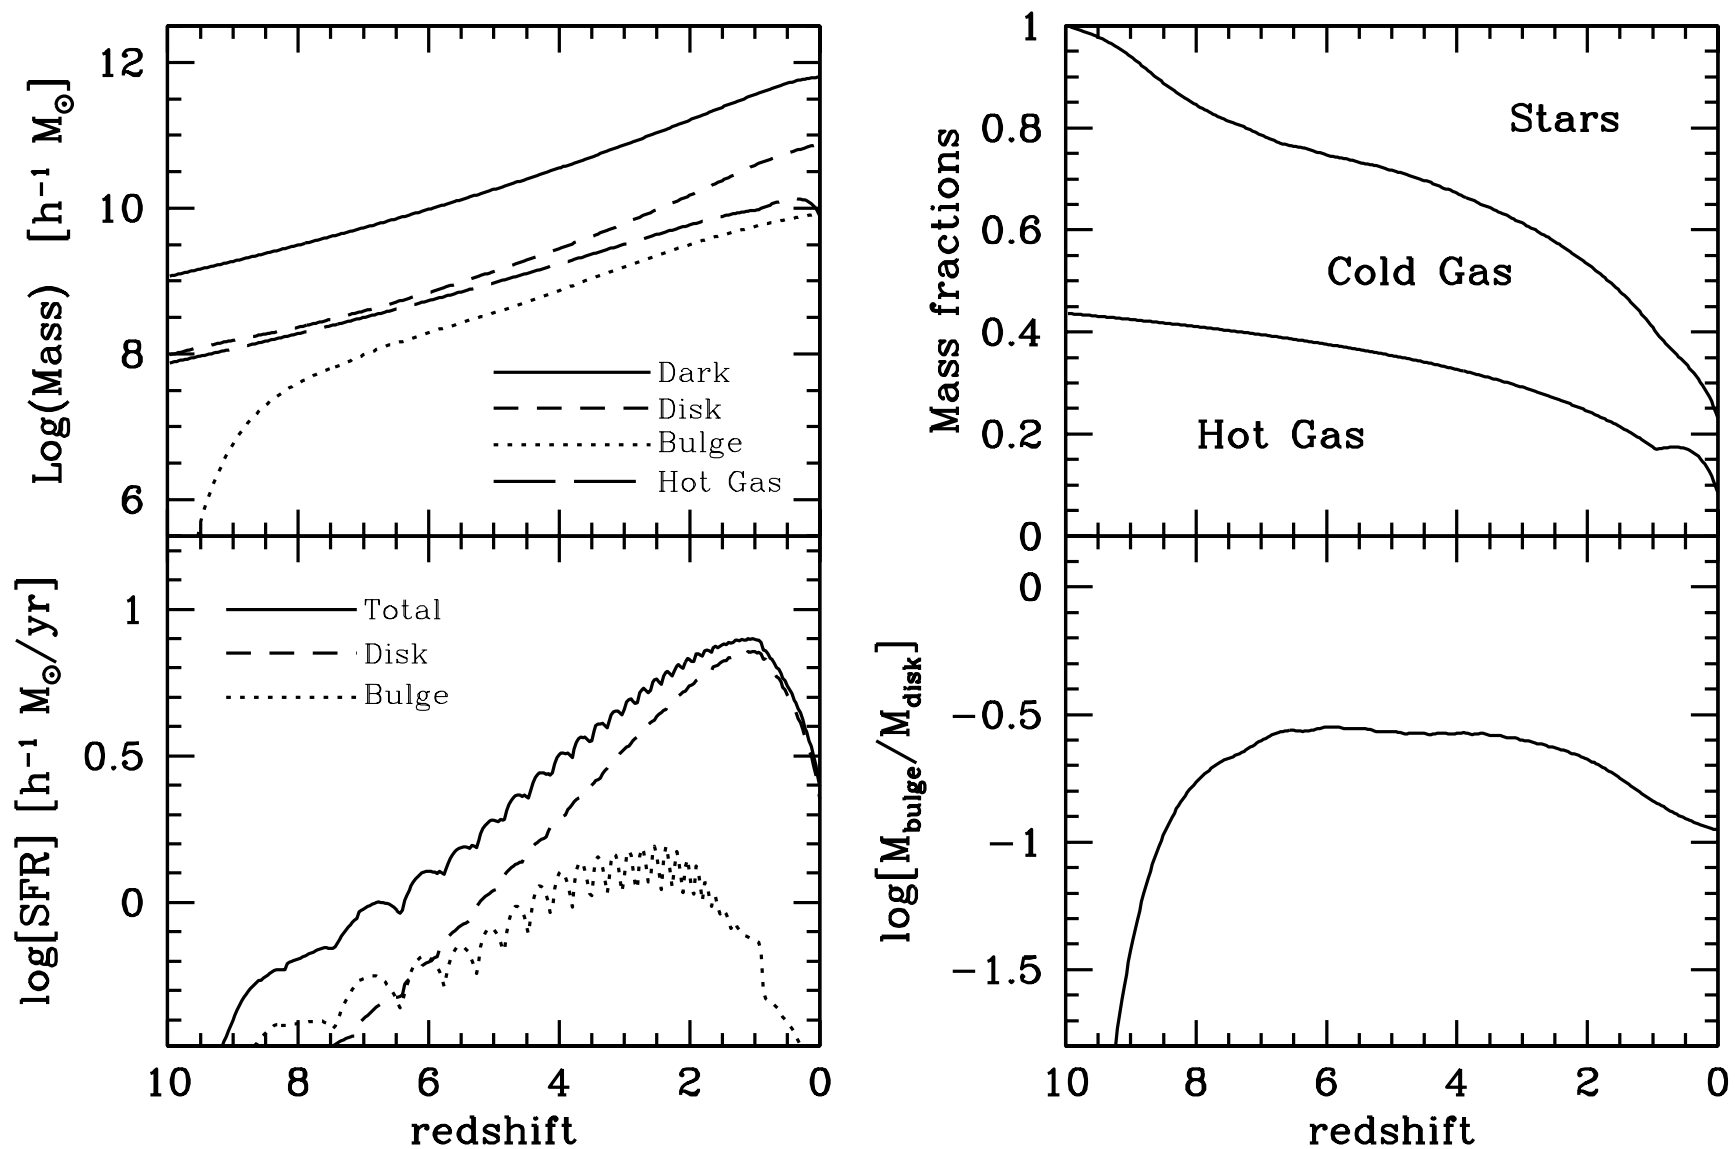 12
10
8
6
Log(Mass) [h⁻¹ M⊙]
Dark
Disk
Bulge
Hot Gas
1
0.8
0.6
0.4
0.2
0
Mass fractions
Stars
Cold Gas
Hot Gas
1
0.5
0
log[SFR] [h⁻¹ M⊙/yr]
Total
Disk
Bulge
10 8 6 4 2 0
redshift
0
−0.5
−1
−1.5
log[M_bulge/M_disk]
10 8 6 4 2 0
redshift